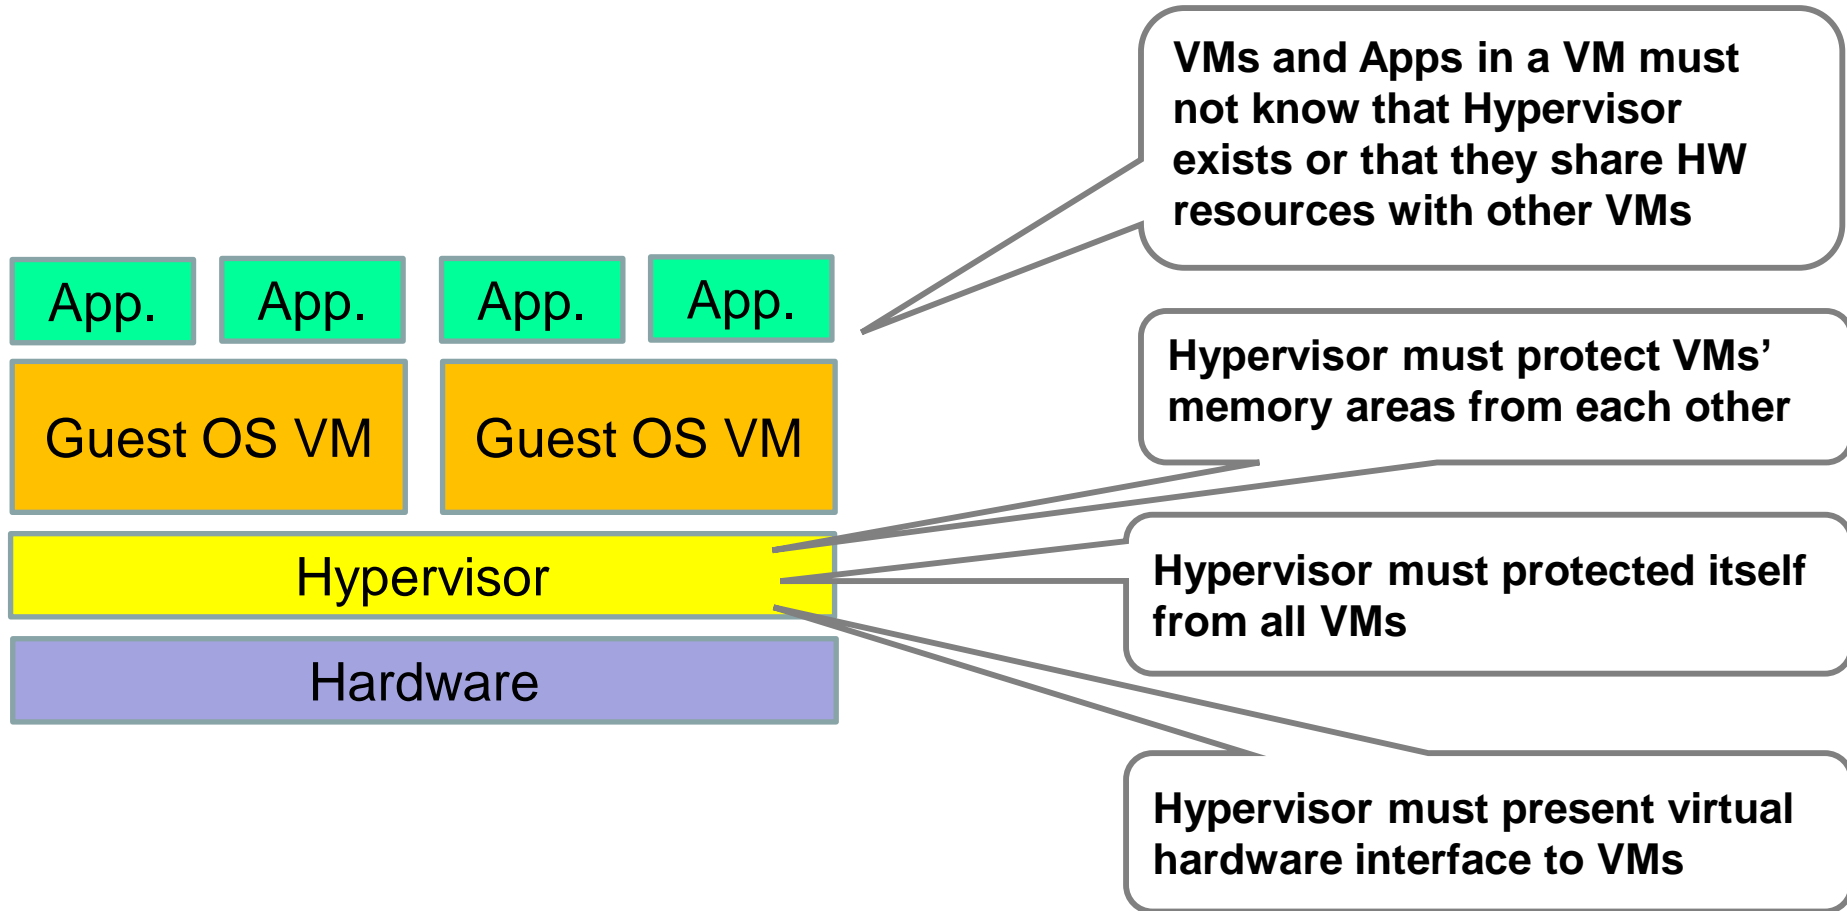 VMs and Apps in a VM must
not know that Hypervisor
exists or that they share HW
resources with other VMs
App.
App.
App.
App.
Hypervisor must protect VMs’
memory areas from each other
Guest OS VM
Guest OS VM
Hypervisor
Hypervisor must protected itself
from all VMs
Hardware
Hypervisor must present virtual
hardware interface to VMs